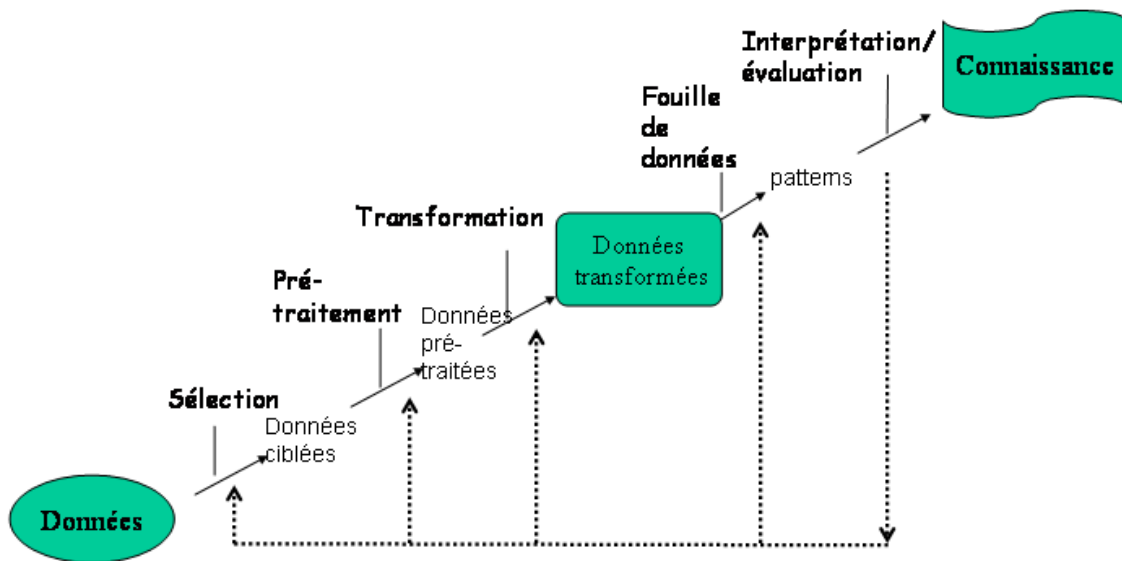 Interprétation/
évaluation
Connaissance
Fouille
de
données
patterns
Transformation
Données
transformées
Pré-
traitement
Données
pré-
traitées
Sélection
Données
ciblées
Données